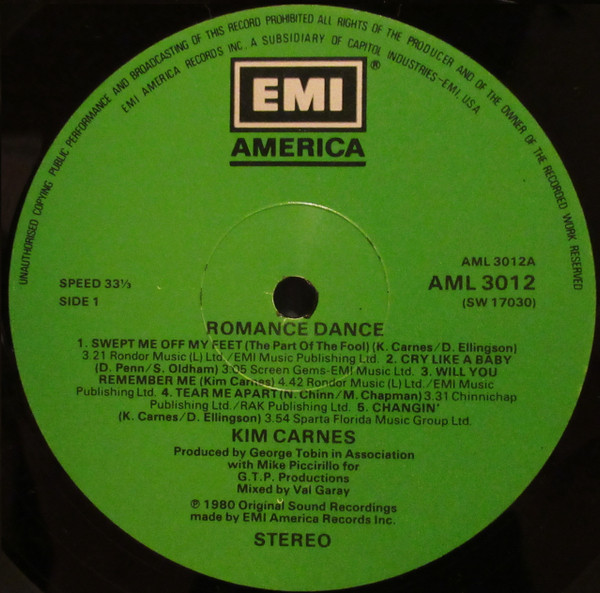 UNAUTHORISED COPYING PUBLIC PERFORMANCE AND BROADCASTING OF THIS RECORD PROHIBITED ALL RIGHTS OF THE PRODUCER AND OF THE OWNER OF THE RECORDED WORK RESERVED
EMI AMERICA RECORDS INC. A SUBSIDIARY OF CAPITOL INDUSTRIES-EMI, USA
EMI®
AMERICA
AML 3012A
SPEED 33⅓
AML 3012
SIDE 1
(SW 17030)
ROMANCE DANCE
1. SWEPT ME OFF MY FEET (The Part Of The Fool) (K. Carnes/D. Ellingson)
3.21 Rondor Music (L) Ltd./EMI Music Publishing Ltd. 2. CRY LIKE A BABY
(D. Penn/S. Oldham) 3.05 Screen Gems-EMI Music Ltd. 3. WILL YOU
REMEMBER ME (Kim Carnes) 4.42 Rondor Music (L) Ltd./EMI Music
Publishing Ltd. 4. TEAR ME APART (N. Chinn/M. Chapman) 3.31 Chinnichap
Publishing Ltd./RAK Publishing Ltd. 5. CHANGIN'
(K. Carnes/D. Ellingson) 3.54 Sparta Florida Music Group Ltd.
KIM CARNES
Produced by George Tobin in Association
with Mike Piccirillo for
G.T.P. Productions
Mixed by Val Garay
℗ 1980 Original Sound Recordings
made by EMI America Records Inc.
STEREO